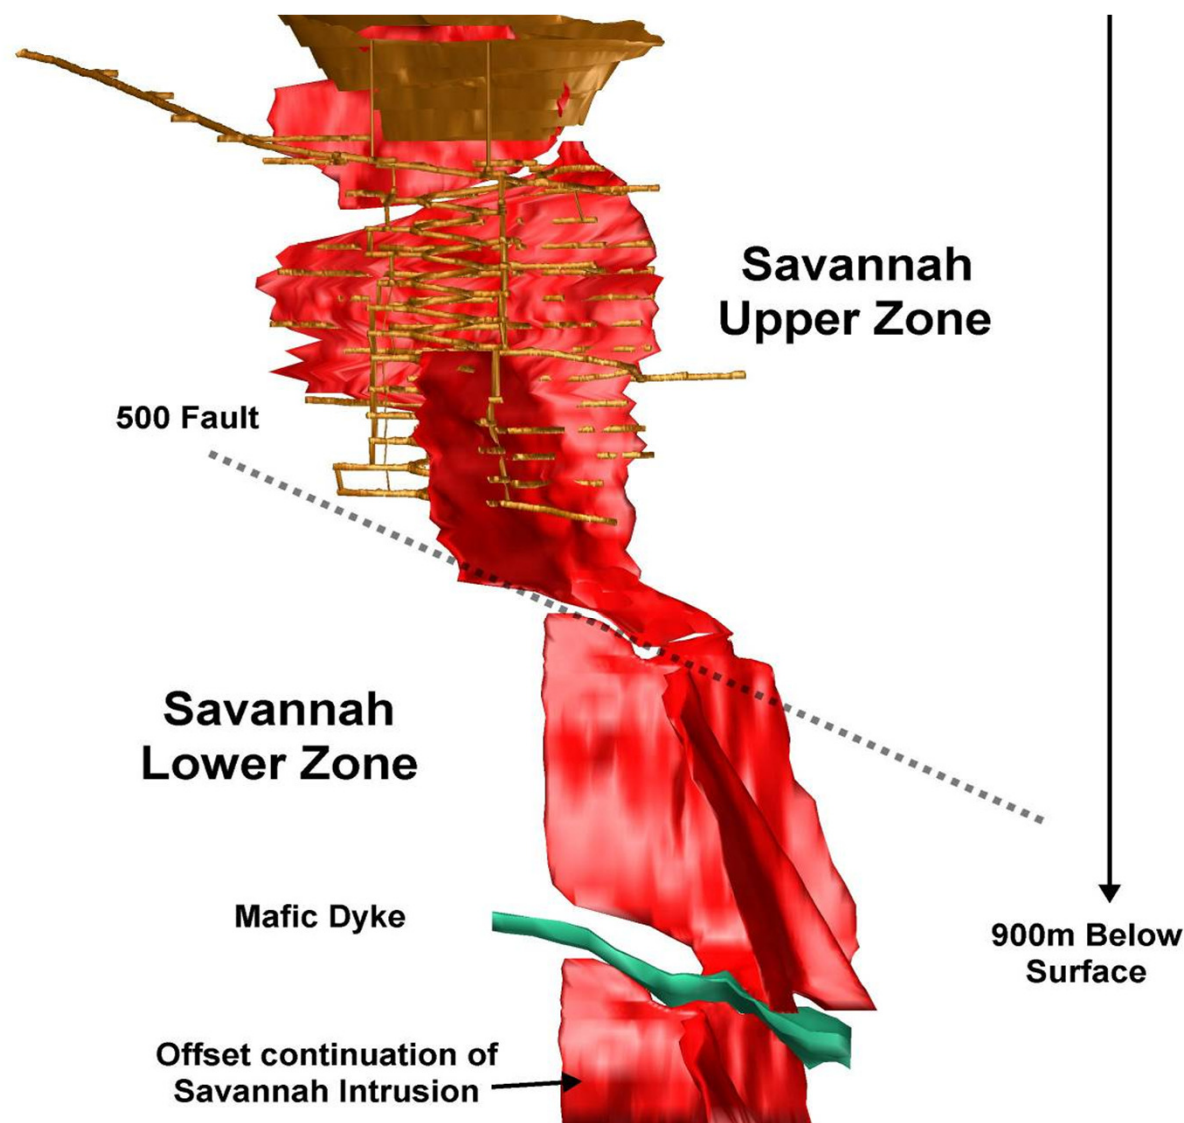 Savannah
Upper Zone
500 Fault
Savannah
Lower Zone
Mafic Dyke
900m Below
Surface
Offset continuation of
Savannah Intrusion